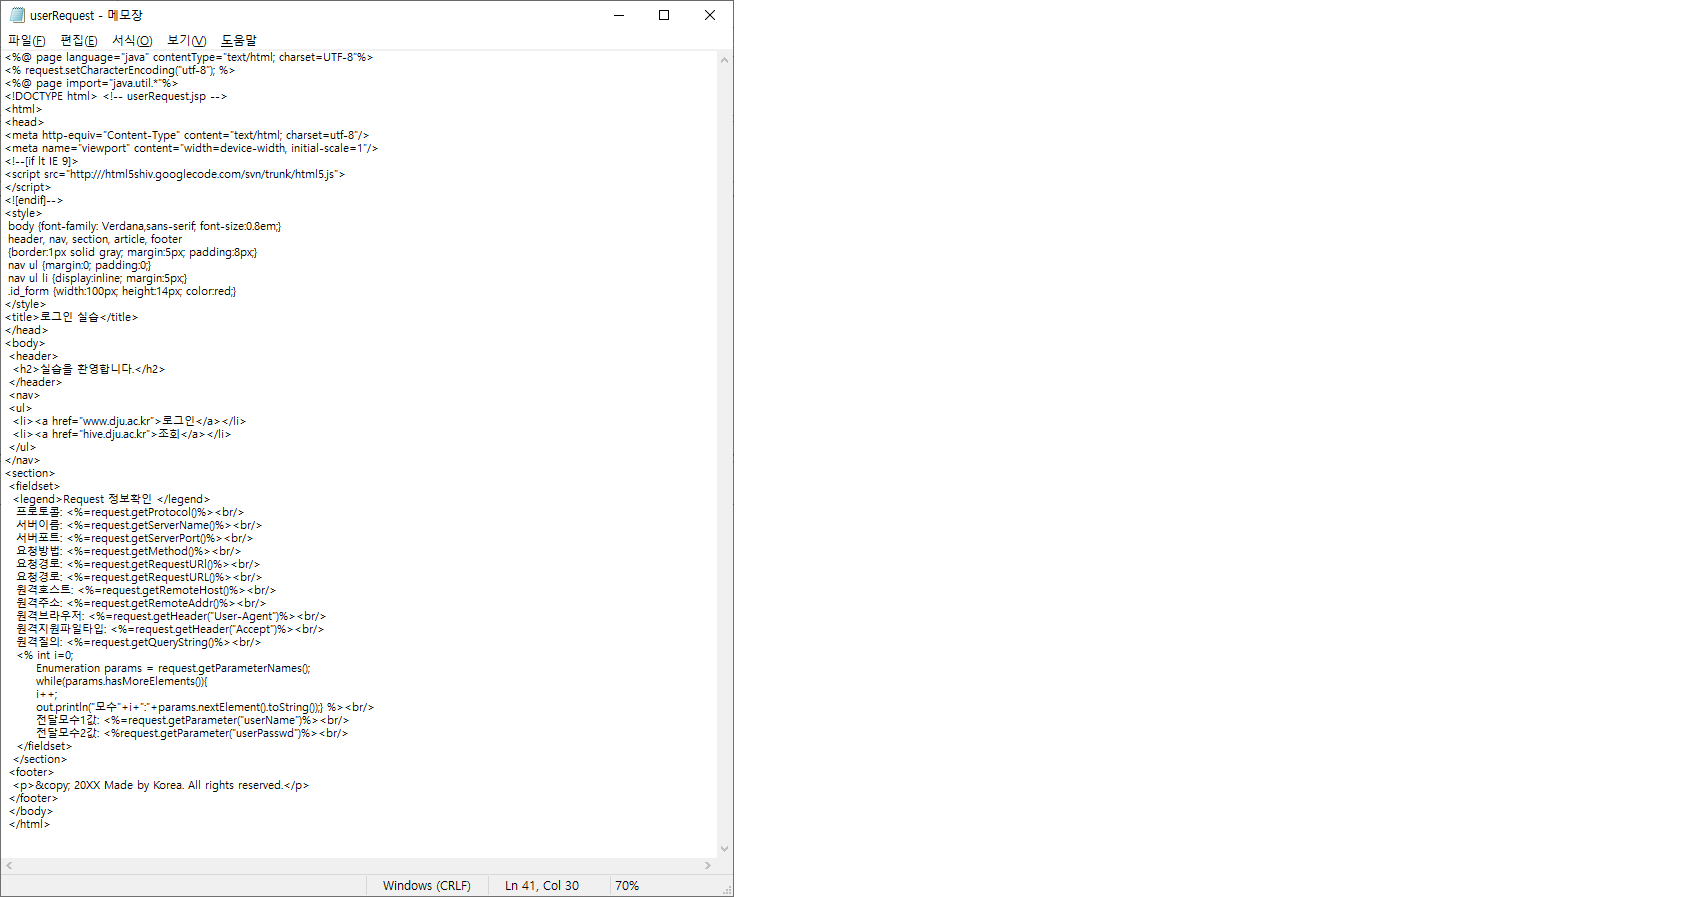 userRequest - 메모장
파일(F) 편집(E) 서식(O) 보기(V) 도움말
<%@ page language="java" contentType="text/html; charset=UTF-8"%>
<% request.setCharacterEncoding("utf-8"); %>
<%@ page import="java.util.*"%>
<!DOCTYPE html> <!-- userRequest.jsp -->
<html>
<head>
<meta http-equiv="Content-Type" content="text/html; charset=utf-8"/>
<meta name="viewport" content="width=device-width, initial-scale=1"/>
<!--[if lt IE 9]>
<script src="http:///html5shiv.googlecode.com/svn/trunk/html5.js">
</script>
<![endif]-->
<style>
body {font-family: Verdana,sans-serif; font-size:0.8em;}
header, nav, section, article, footer
{border:1px solid gray; margin:5px; padding:8px;}
nav ul {margin:0; padding:0;}
nav ul li {display:inline; margin:5px;}
.id_form {width:100px; height:14px; color:red;}
</style>
<title>로그인 실습</title>
</head>
<body>
<header>
<h2>실습을 환영합니다.</h2>
</header>
<nav>
<ul>
<li><a href="www.dju.ac.kr">로그인</a></li>
<li><a href="hive.dju.ac.kr">조회</a></li>
</ul>
</nav>
<section>
<fieldset>
<legend>Request 정보확인 </legend>
프로토콜: <%=request.getProtocol()%><br/>
서버이름: <%=request.getServerName()%><br/>
서버포트: <%=request.getServerPort()%><br/>
요청방법: <%=request.getMethod()%><br/>
요청경로: <%=request.getRequestURI()%><br/>
요청경로: <%=request.getRequestURL()%><br/>
원격호스트: <%=request.getRemoteHost()%><br/>
원격주소: <%=request.getRemoteAddr()%><br/>
원격브라우저: <%=request.getHeader("User-Agent")%><br/>
원격지원파일타입: <%=request.getHeader("Accept")%><br/>
원격질의: <%=request.getQueryString()%><br/>
<% int i=0;
Enumeration params = request.getParameterNames();
while(params.hasMoreElements()){
i++;
out.println("모수"+i+":"+params.nextElement().toString());} %><br/>
전달모수1값: <%=request.getParameter("userName")%><br/>
전달모수2값: <%request.getParameter("userPasswd")%><br/>
</fieldset>
</section>
<footer>
<p>&copy; 20XX Made by Korea. All rights reserved.</p>
</footer>
</body>
</html>
Windows (CRLF) Ln 41, Col 30 70%